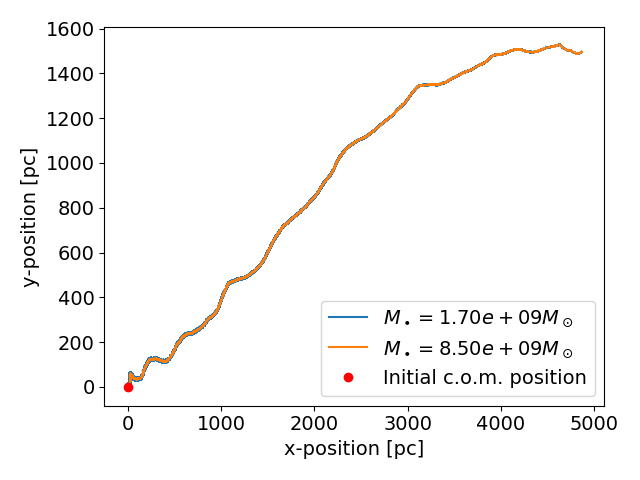 1600
1400
1200
1000
800
600
400
200
0
y-position [pc]
M• = 1.70e + 09M⊙
M• = 8.50e + 09M⊙
Initial c.o.m. position
0 1000 2000 3000 4000 5000
x-position [pc]